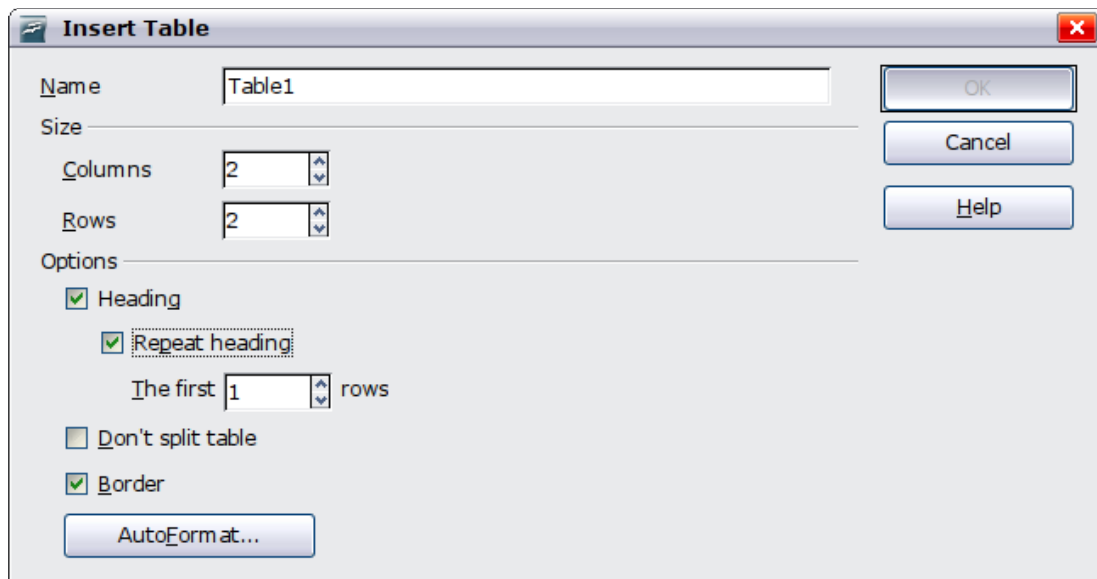 Insert Table
Name Table1 OK
Size
Cancel
Columns 2
Rows 2 Help
Options
Heading
Repeat heading
The first 1 rows
Don't split table
Border
AutoFormat...